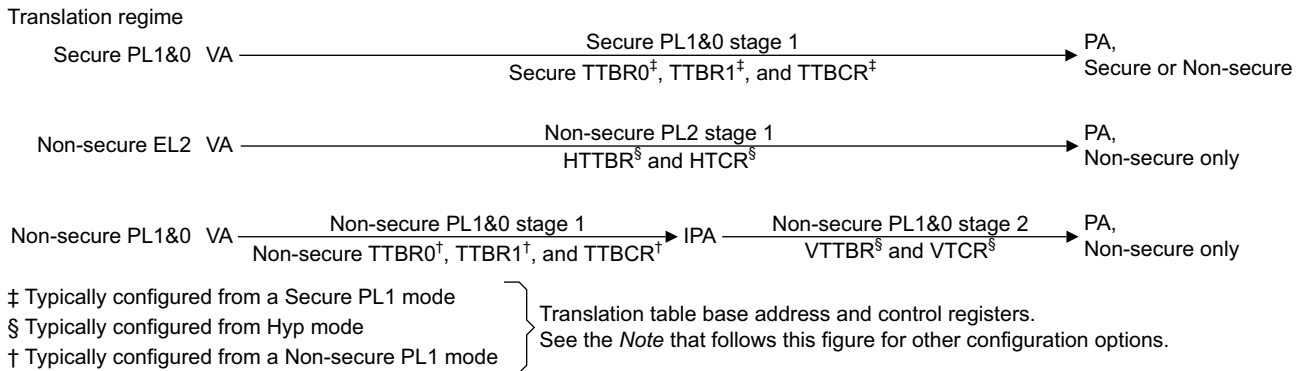 Translation regime
Secure PL1&0 VA Secure PL1&0 stage 1 PA,
Secure TTBR0‡, TTBR1‡, and TTBCR‡ Secure or Non-secure
Non-secure EL2 VA Non-secure PL2 stage 1 PA,
HTTBR§ and HTCR§ Non-secure only
Non-secure PL1&0 VA Non-secure PL1&0 stage 1 IPA Non-secure PL1&0 stage 2 PA,
Non-secure TTBR0†, TTBR1†, and TTBCR† VTTBR§ and VTCR§ Non-secure only
‡ Typically configured from a Secure PL1 mode
§ Typically configured from Hyp mode
† Typically configured from a Non-secure PL1 mode
Translation table base address and control registers.
See the Note that follows this figure for other configuration options.